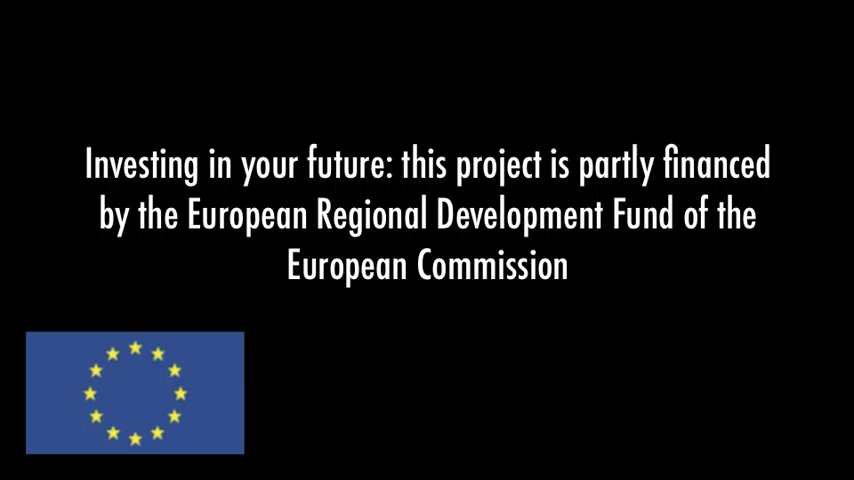 Investing in your future: this project is partly financed
by the European Regional Development Fund of the
European Commission